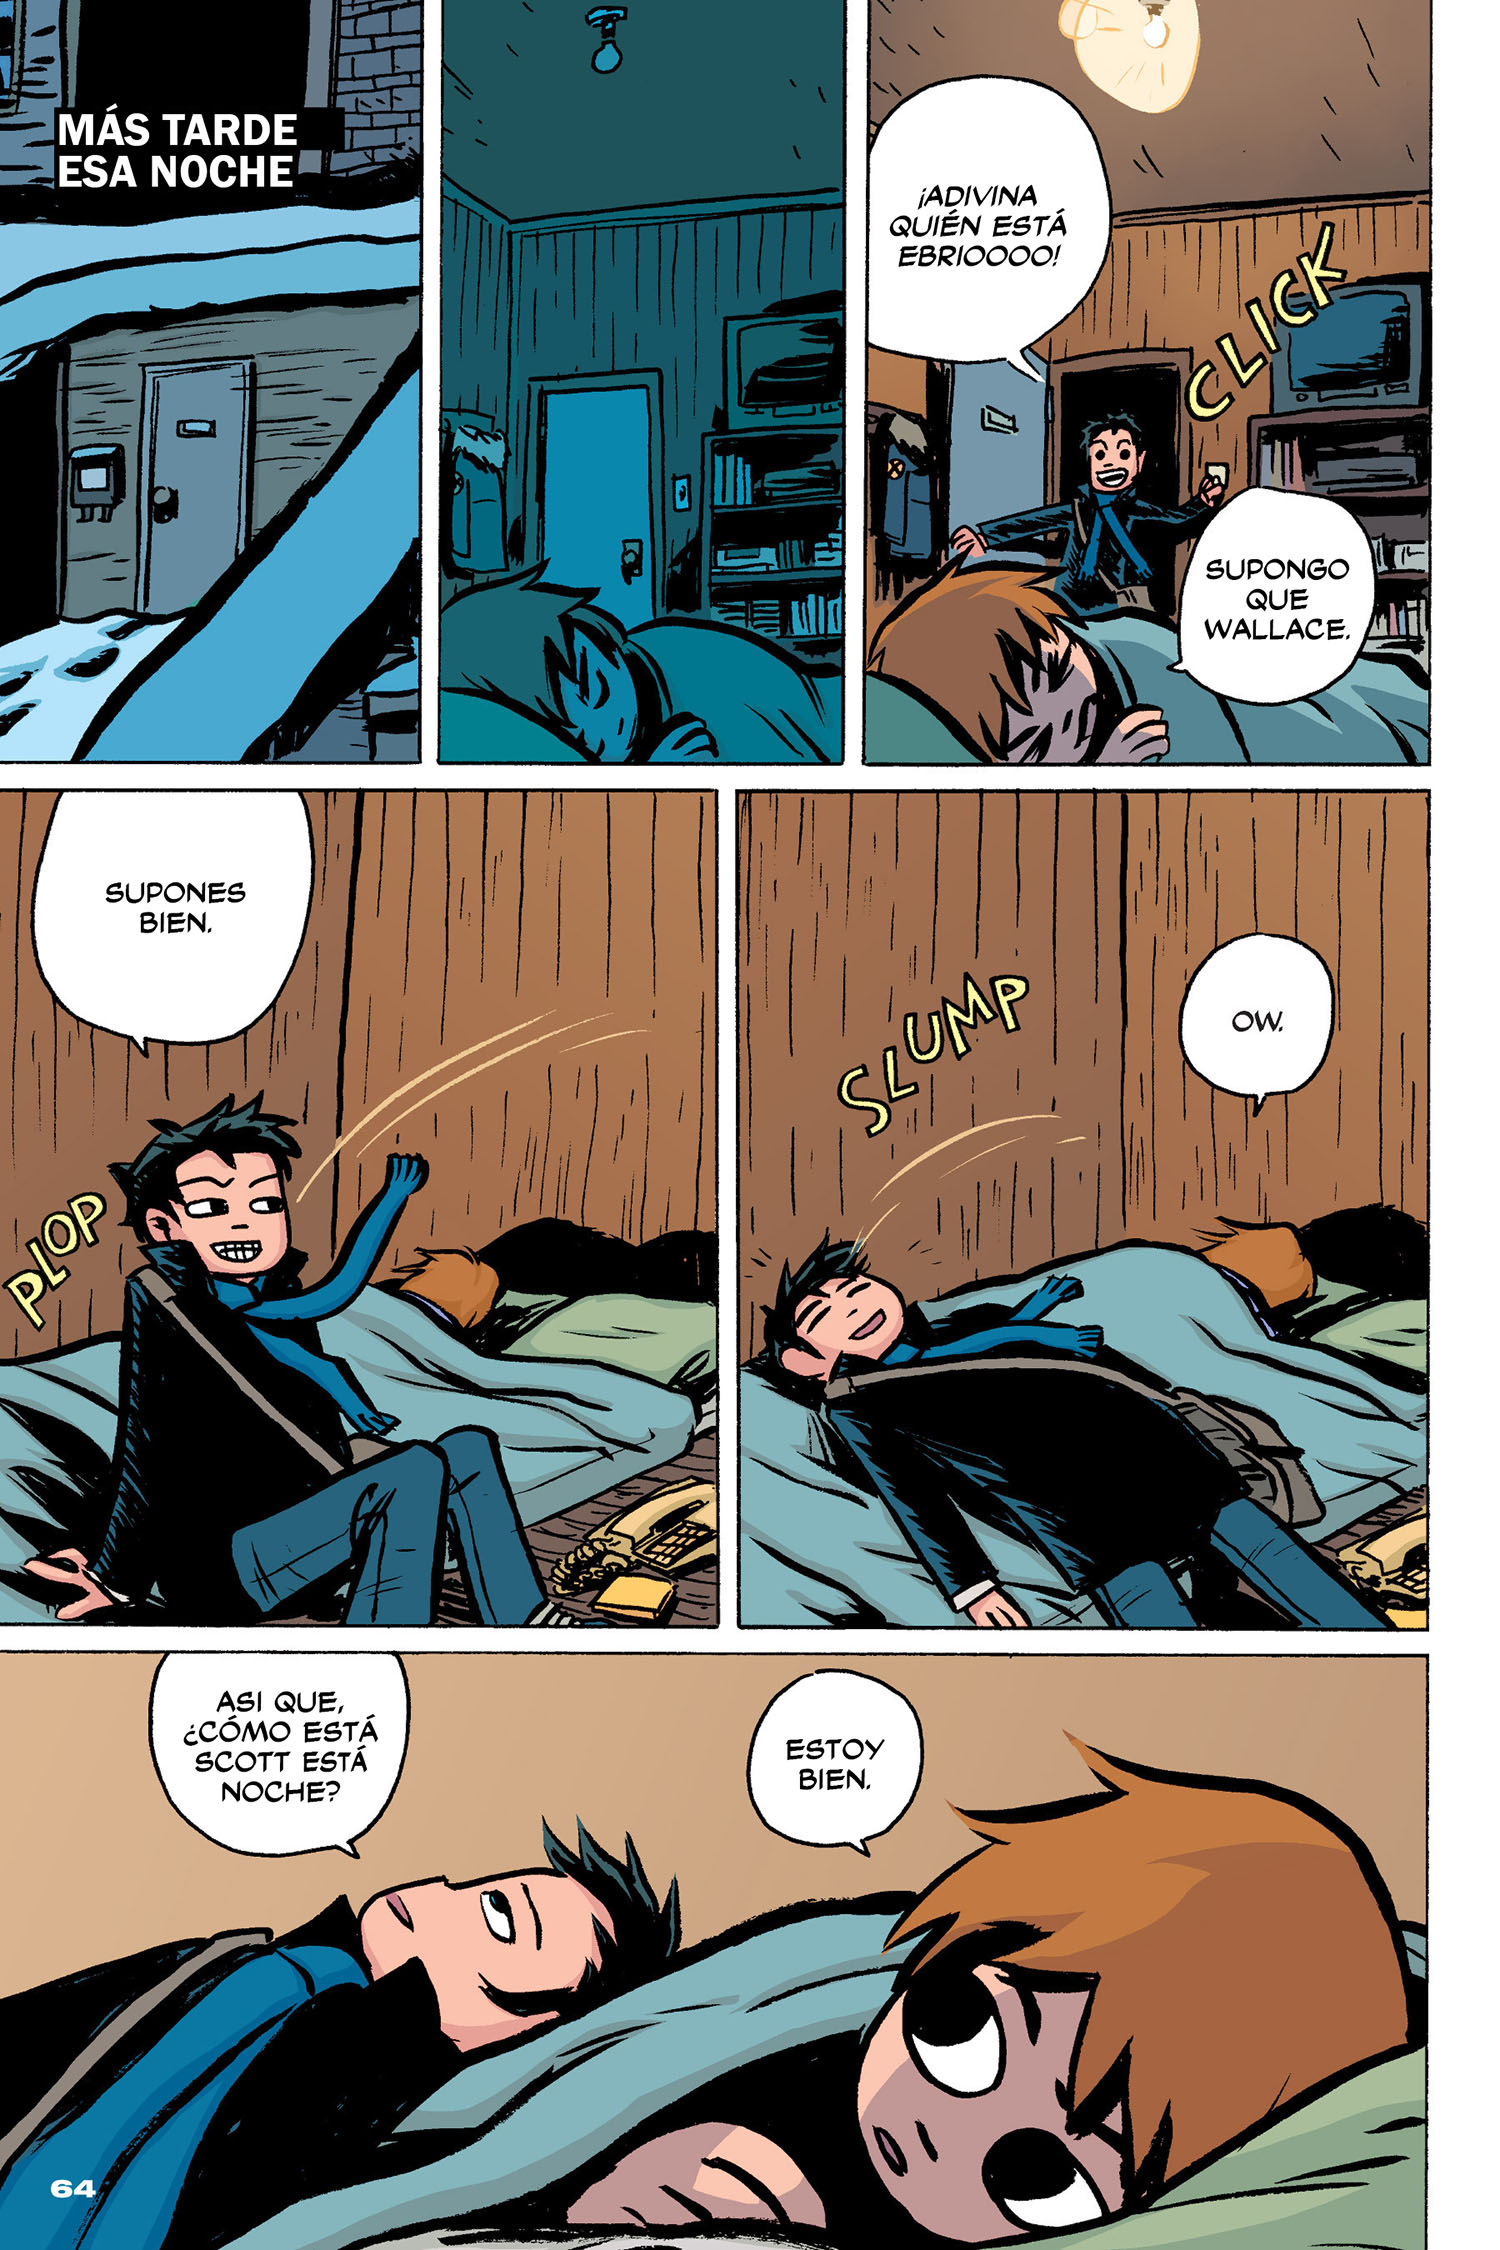 MÁS TARDE
ESA NOCHE
¡ADIVINA
QUIÉN ESTÁ
EBRIOOOO!
CLICK
SUPONGO
QUE
WALLACE.
SUPONES
BIEN.
PLOP
SLUMP
OW.
ASI QUE,
¿CÓMO ESTÁ
SCOTT ESTÁ
NOCHE?
ESTOY
BIEN.
64